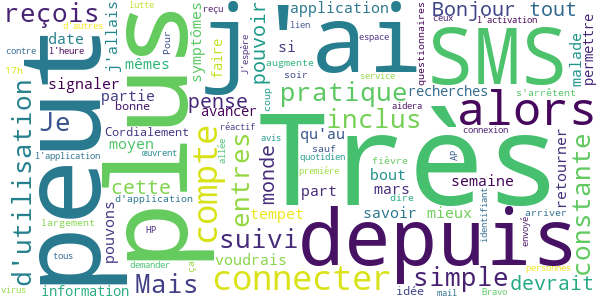 reçois
j'ai
application
Bonjour tout
d'autres
lutte
reçu
lien
espace
ceux
date
j'allais
Pour
symptômes
faire
pouvoir
si
augmente
J'espère
questionnaires
l'activation
SMS
malade
permettre
contre
l'heure
mêmes
soir
service
17h
signaler
partie
pense
pratique
recherches
s'arrêtent
peut
plus
bonne
avancer
inclus
coup
aidera
Je
Cordialement
réactif
qu'au
avis
connexion
alors
d'utilisation
l'application
moyen
œuvrent
compte
entres
monde
sauf
quotidien
première
Très
fièvre
AP
bout
dire
retourner
constante
cette
allée
part
mars
semaine
pouvons
d'application
tempet
savoir
mieux
identifiant
arriver
largement
HP
suivi
depuis
envoyé
tous
demander
ça
voudrais
Mais
connecter
simple
devrait
virus
information
idée
mail
Bravo
personnes